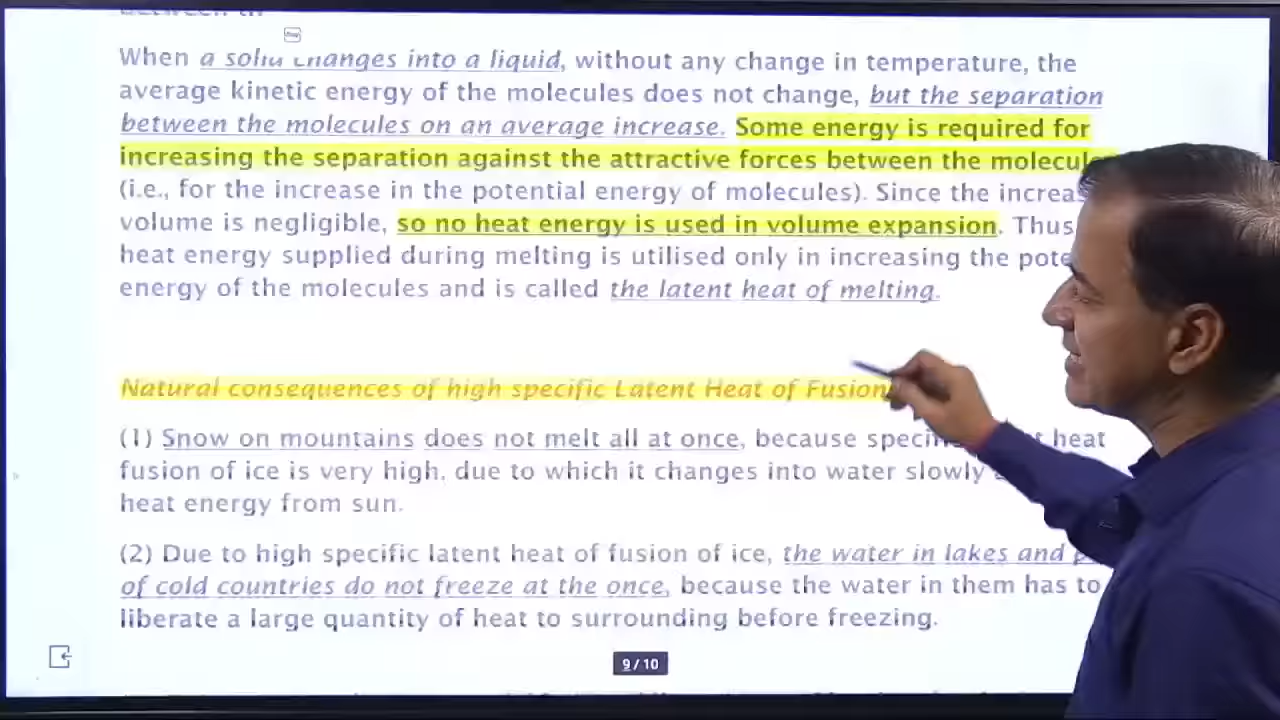 When a solid changes into a liquid, without any change in temperature, the
average kinetic energy of the molecules does not change, but the separation
between the molecules on an average increase. Some energy is required for
increasing the separation against the attractive forces between the
(i.e., for the increase in the potential energy of molecules). Since the
volume is negligible, so no heat energy is used in volume expansion. Thus
heat energy supplied during melting is utilised only in increasing the
energy of the molecules and is called the latent heat of melting.
Natural consequences of high specific Latent Heat of Fusion
(1) Snow on mountains does not melt all at once, because heat
fusion of ice is very high, due to which it changes into water slowly
heat energy from sun.
(2) Due to high specific latent heat of fusion of ice, the water in lakes and
of cold countries do not freeze at the once, because the water in them has to
liberate a large quantity of heat to surrounding before freezing.
9 / 10